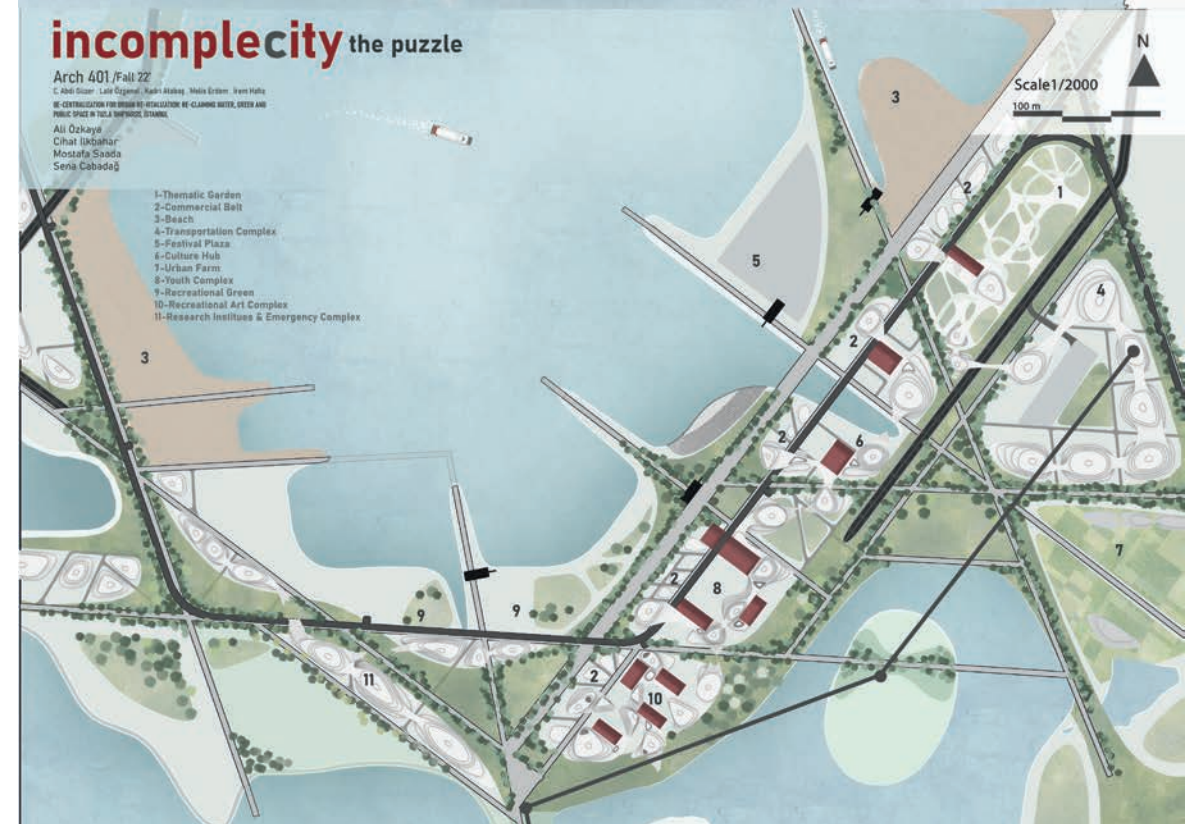 incomplecity the puzzle
Arch 401 /Fall 22'
C. Abdi Güzer . Lale Özgenel . Kadri Atabaş . Melis Erdem . İrem Hafız
RE-CENTRALIZATION FOR URBAN RE-VITALIZATION: RE-CLAIMING WATER, GREEN AND
PUBLIC SPACE IN TUZLA SHIPYARDS, İSTANBUL
Ali Özkaya
Cihat İlkbahar
Mostafa Saada
Sena Cabadağ
1-Thematic Garden
2-Commercial Belt
3-Beach
4-Transportation Complex
5-Festival Plaza
6-Culture Hub
7-Urban Farm
8-Youth Complex
9-Recreational Green
10-Recreational Art Complex
11-Research Institues & Emergency Complex
N
Scale1/2000
100 m
3
2
1
4
5
2
3
2
6
7
2
8
9
9
11
2
10